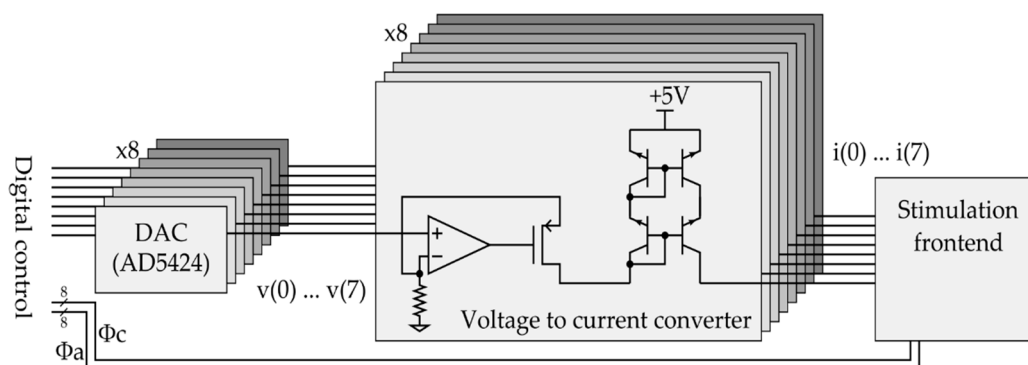 x8
+5V
x8
i(0) ... i(7)
Digital control
DAC
(AD5424)
+
−
Stimulation
frontend
v(0) ... v(7)
Voltage to current converter
8
8
Φc
Φa